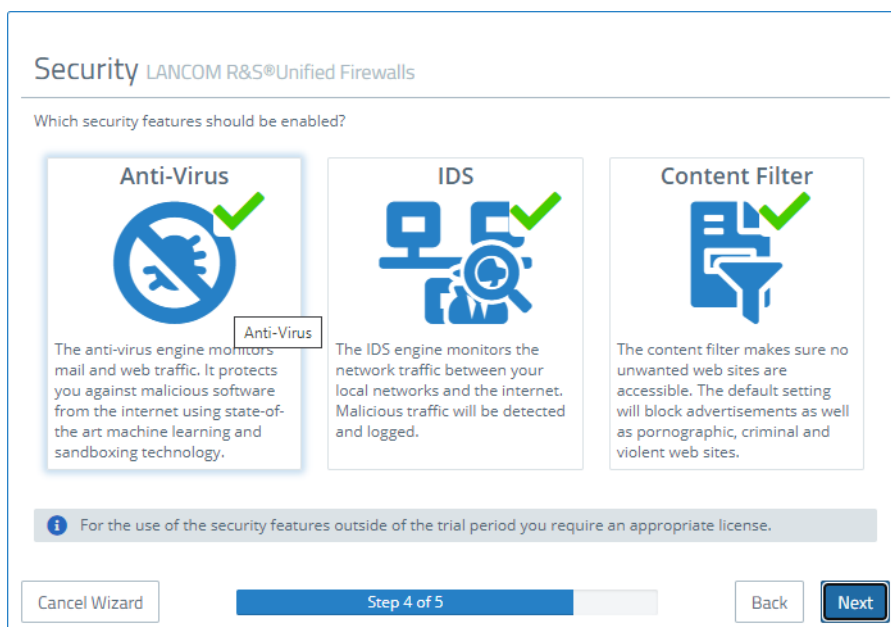 Security LANCOM R&S®Unified Firewalls
Which security features should be enabled?
Anti-Virus
The anti-virus engine monitors
mail and web traffic. It protects
you against malicious software
from the internet using state-of-
the art machine learning and
sandboxing technology.
Anti-Virus
IDS
The IDS engine monitors the
network traffic between your
local networks and the internet.
Malicious traffic will be detected
and logged.
Content Filter
The content filter makes sure no
unwanted web sites are
accessible. The default setting
will block advertisements as well
as pornographic, criminal and
violent web sites.
For the use of the security features outside of the trial period you require an appropriate license.
Cancel Wizard
Step 4 of 5
Back
Next